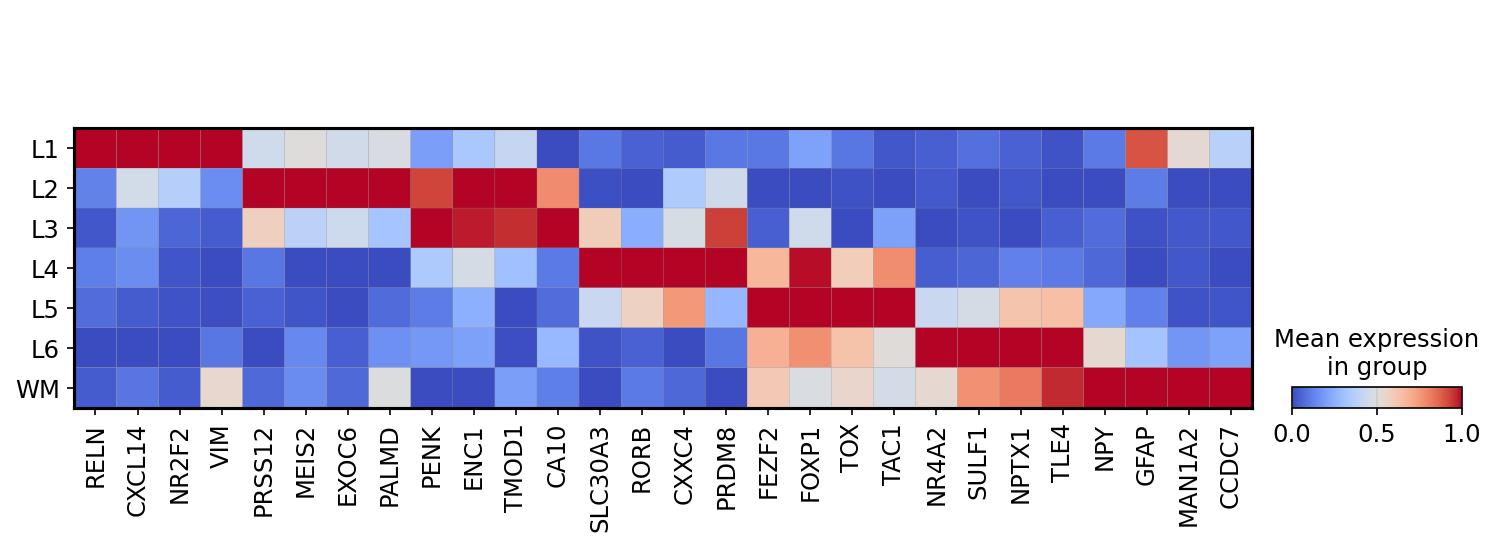 L1
L2
L3
L4
L5
L6
WM
RELN
CXCL14
NR2F2
VIM
PRSS12
MEIS2
EXOC6
PALMD
PENK
ENC1
TMOD1
CA10
SLC30A3
RORB
CXXC4
PRDM8
FEZF2
FOXP1
TOX
TAC1
NR4A2
SULF1
NPTX1
TLE4
NPY
GFAP
MAN1A2
CCDC7
Mean expression
in group
0.0 0.5 1.0